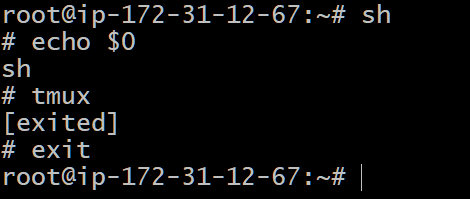 root@ip-172-31-12-67:~# sh
# echo $0
sh
# tmux
[exited]
# exit
root@ip-172-31-12-67:~#